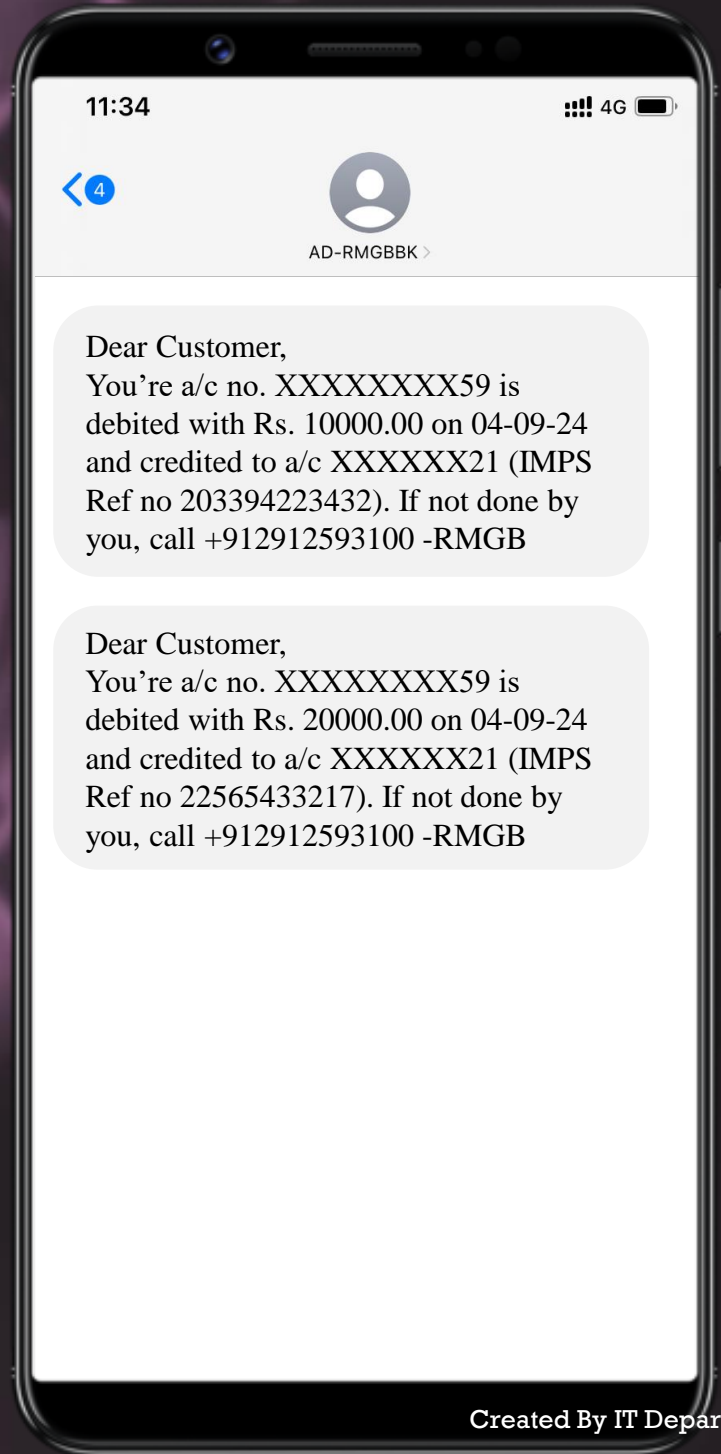 11:34 4G
4
AD-RMGBBK
Dear Customer,
You’re a/c no. XXXXXXXX59 is
debited with Rs. 10000.00 on 04-09-24
and credited to a/c XXXXXX21 (IMPS
Ref no 203394223432). If not done by
you, call +912912593100 -RMGB
Dear Customer,
You’re a/c no. XXXXXXXX59 is
debited with Rs. 20000.00 on 04-09-24
and credited to a/c XXXXXX21 (IMPS
Ref no 22565433217). If not done by
you, call +912912593100 -RMGB
Created By IT Depar